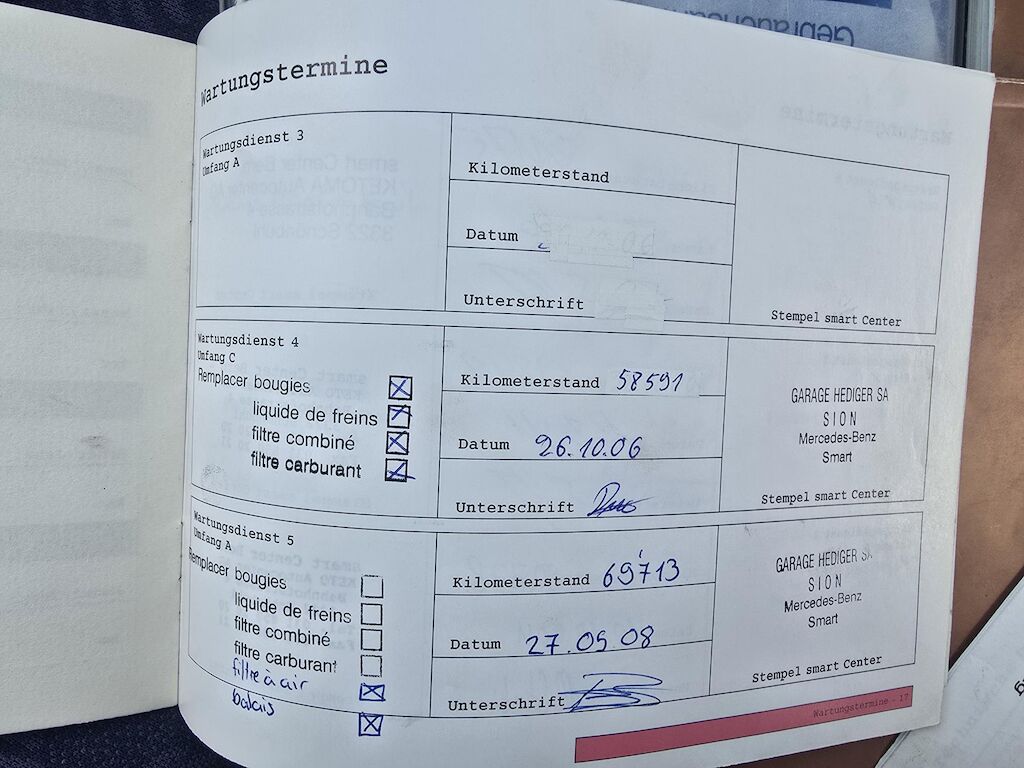 Gebrauchsan
Wartungstermine
Wartungsdienst 3
Umfang A
Kilometerstand
Datum
Unterschrift
Stempel smart Center
Wartungsdienst 4
Umfang C
Remplacer bougies
liquide de freins
filtre combiné
filtre carburant
Kilometerstand 58591
Datum 26.10.06
Unterschrift
GARAGE HEDIGER SA
SION
Mercedes-Benz
Smart
Stempel smart Center
Wartungsdienst 5
Umfang A
Remplacer bougies
liquide de freins
filtre combiné
filtre carburant
filtre à air
balais
Kilometerstand 69713
Datum 27.05.08
Unterschrift
GARAGE HEDIGER SA
SION
Mercedes-Benz
Smart
Stempel smart Center
Wartungstermine - 17